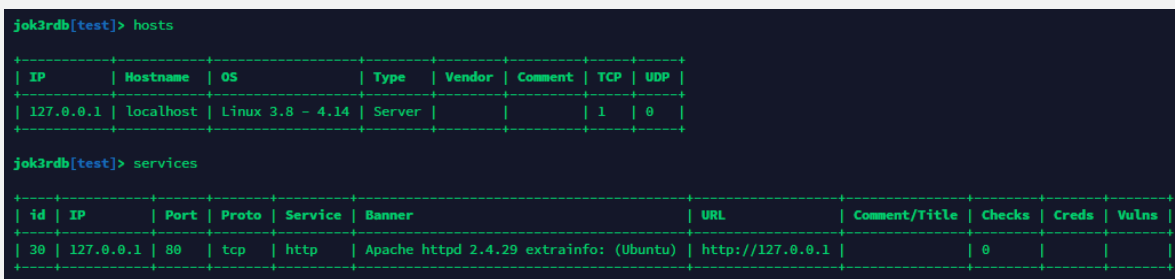 jok3rdb[test]> hosts
+-----------+-----------+------------------+--------+--------+---------+-----+-----+
| IP        | Hostname  | OS               | Type   | Vendor | Comment | TCP | UDP |
+-----------+-----------+------------------+--------+--------+---------+-----+-----+
| 127.0.0.1 | localhost | Linux 3.8 – 4.14 | Server |        |         | 1   | 0   |
+-----------+-----------+------------------+--------+--------+---------+-----+-----+
jok3rdb[test]> services
+----+-----------+------+-------+---------+----------------------------------------+------------------+---------------+--------+-------+-------+
| id | IP        | Port | Proto | Service | Banner                                 | URL              | Comment/Title | Checks | Creds | Vulns |
+----+-----------+------+-------+---------+----------------------------------------+------------------+---------------+--------+-------+-------+
| 30 | 127.0.0.1 | 80   | tcp   | http    | Apache httpd 2.4.29 extrainfo: (Ubuntu) | http://127.0.0.1 |               | 0      |       |       |
+----+-----------+------+-------+---------+----------------------------------------+------------------+---------------+--------+-------+-------+